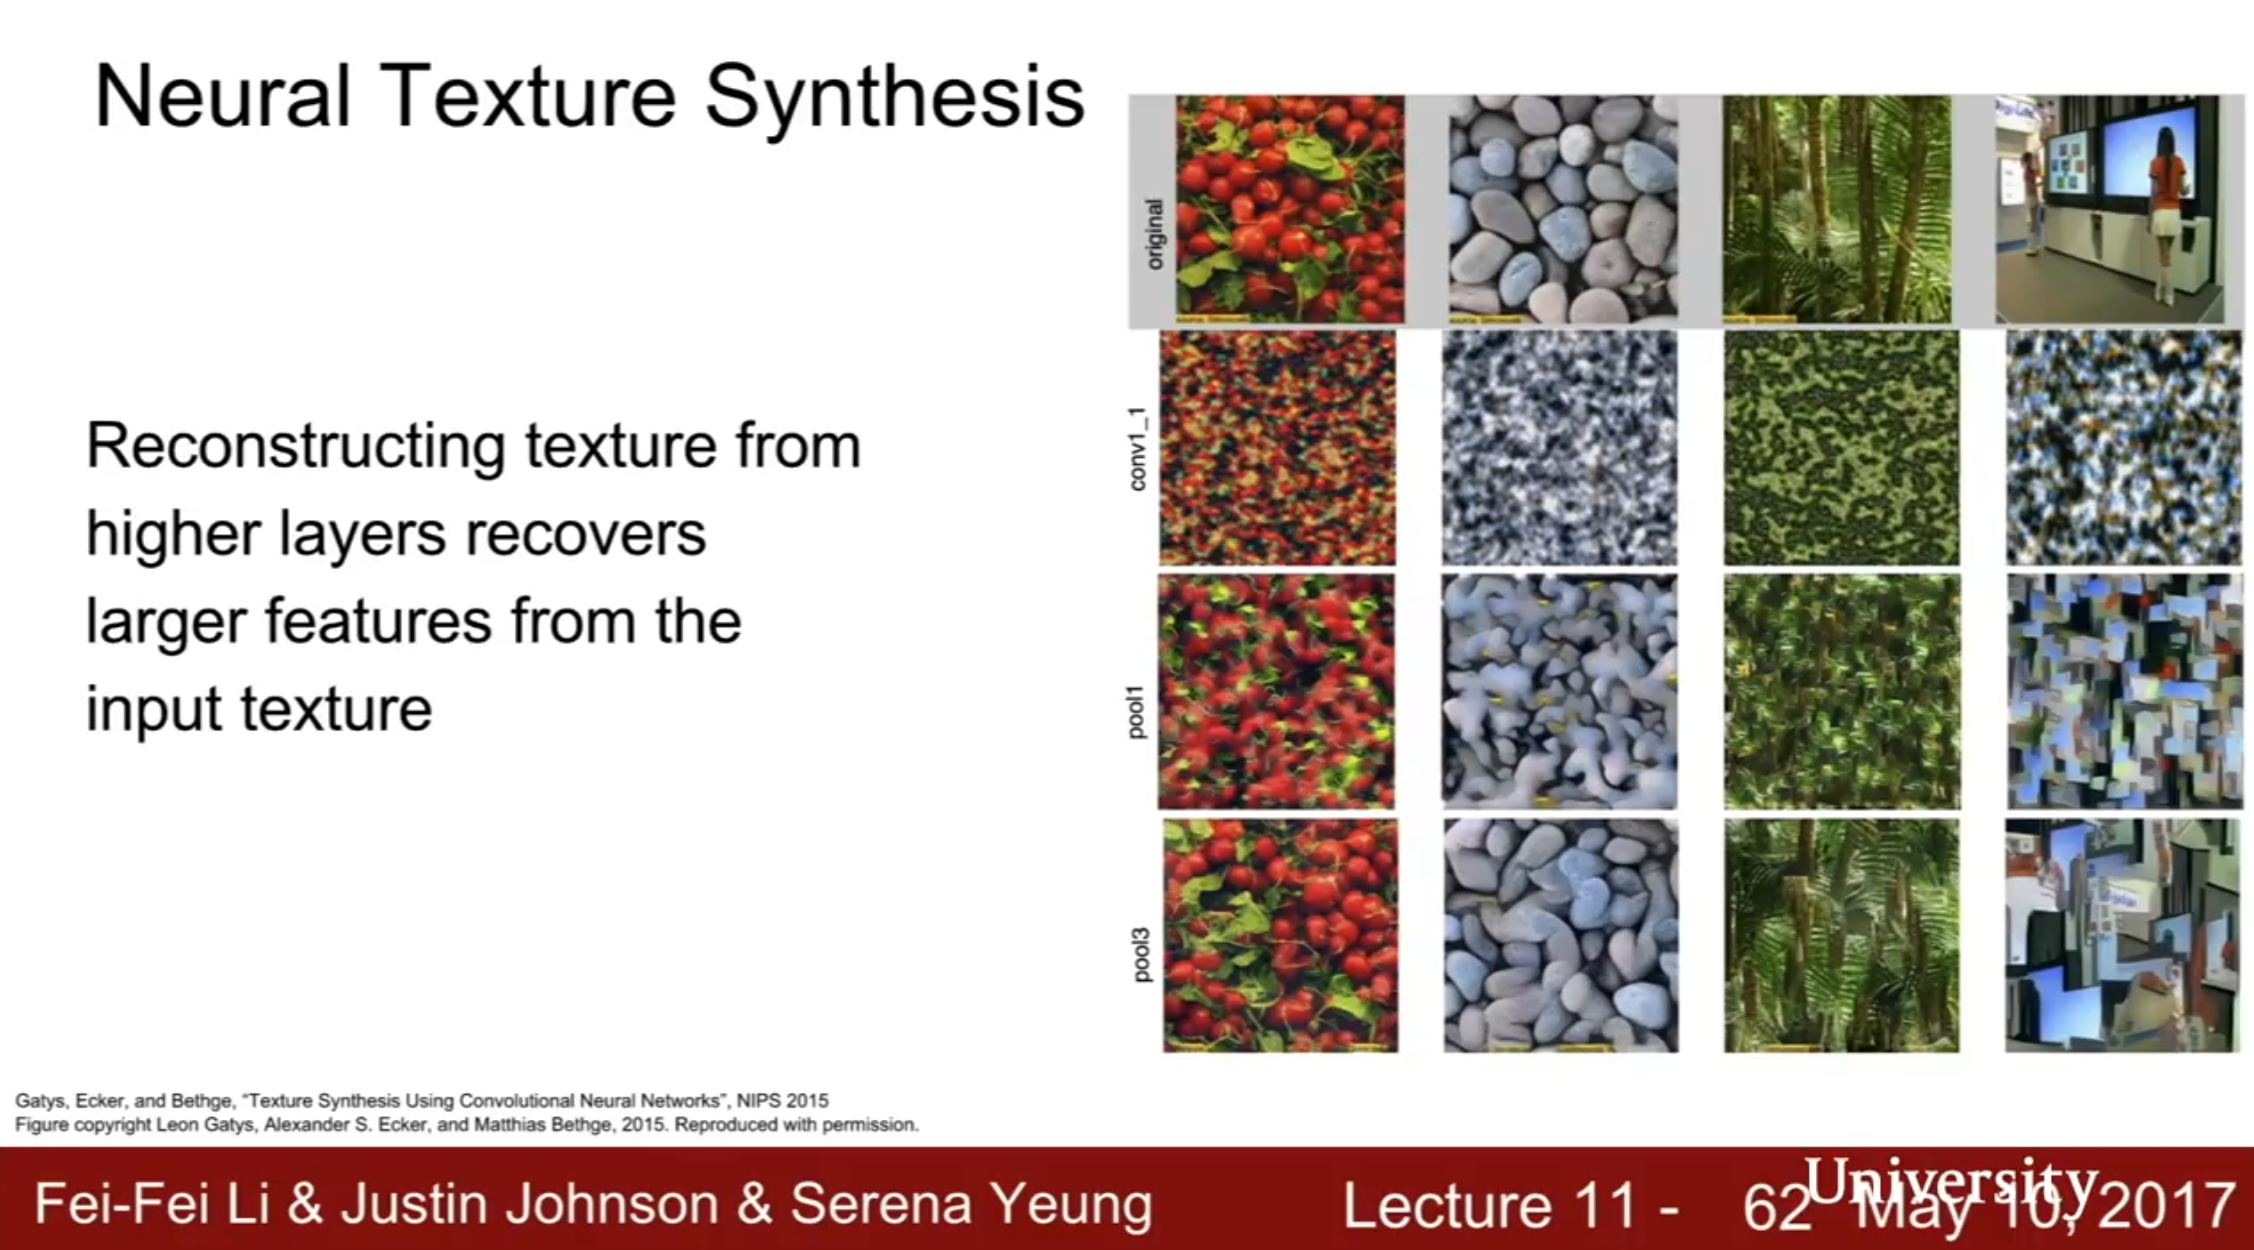 Neural Texture Synthesis
original
conv1_1
pool1
pool3
Reconstructing texture from
higher layers recovers
larger features from the
input texture
Gatys, Ecker, and Bethge, “Texture Synthesis Using Convolutional Neural Networks”, NIPS 2015
Figure copyright Leon Gatys, Alexander S. Ecker, and Matthias Bethge, 2015. Reproduced with permission.
Fei-Fei Li & Justin Johnson & Serena Yeung
Lecture 11 - 62
University
May 10, 2017